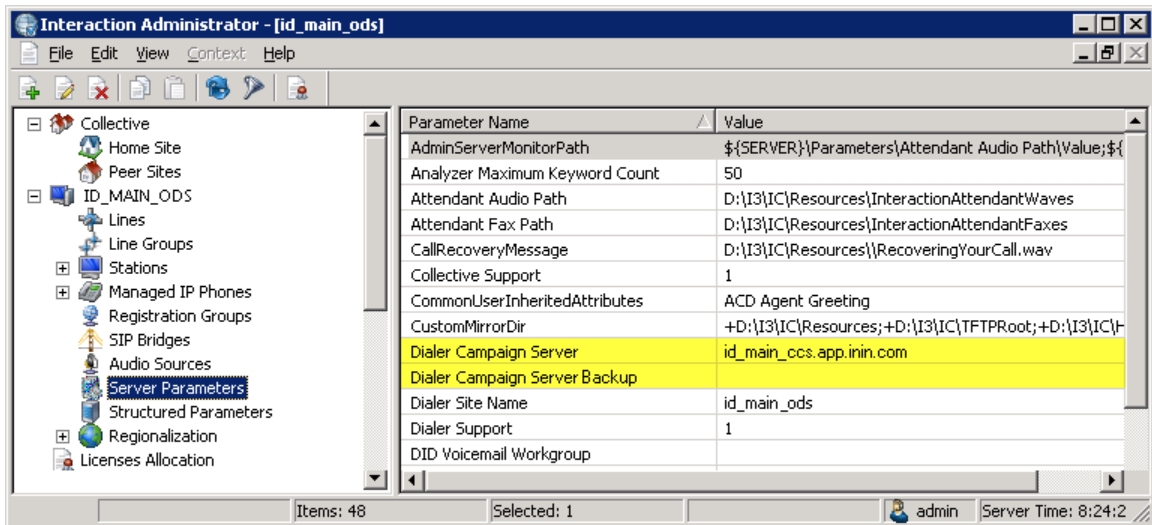 Interaction Administrator - [id_main_ods]
File Edit View Context Help
Collective
Home Site
Peer Sites
ID_MAIN_ODS
Lines
Line Groups
Stations
Managed IP Phones
Registration Groups
SIP Bridges
Audio Sources
Server Parameters
Structured Parameters
Regionalization
Licenses Allocation
Parameter Name Value
AdminServerMonitorPath ${SERVER}\Parameters\Attendant Audio Path\Value;${
Analyzer Maximum Keyword Count 50
Attendant Audio Path D:\I3\IC\Resources\InteractionAttendantWaves
Attendant Fax Path D:\I3\IC\Resources\InteractionAttendantFaxes
CallRecoveryMessage D:\I3\IC\Resources\\RecoveringYourCall.wav
Collective Support 1
CommonUserInheritedAttributes ACD Agent Greeting
CustomMirrorDir +D:\I3\IC\Resources;+D:\I3\IC\TFTPRoot;+D:\I3\IC\H
Dialer Campaign Server id_main_ccs.app.inin.com
Dialer Campaign Server Backup
Dialer Site Name id_main_ods
Dialer Support 1
DID Voicemail Workgroup
Items: 48 Selected: 1 admin Server Time: 8:24:2